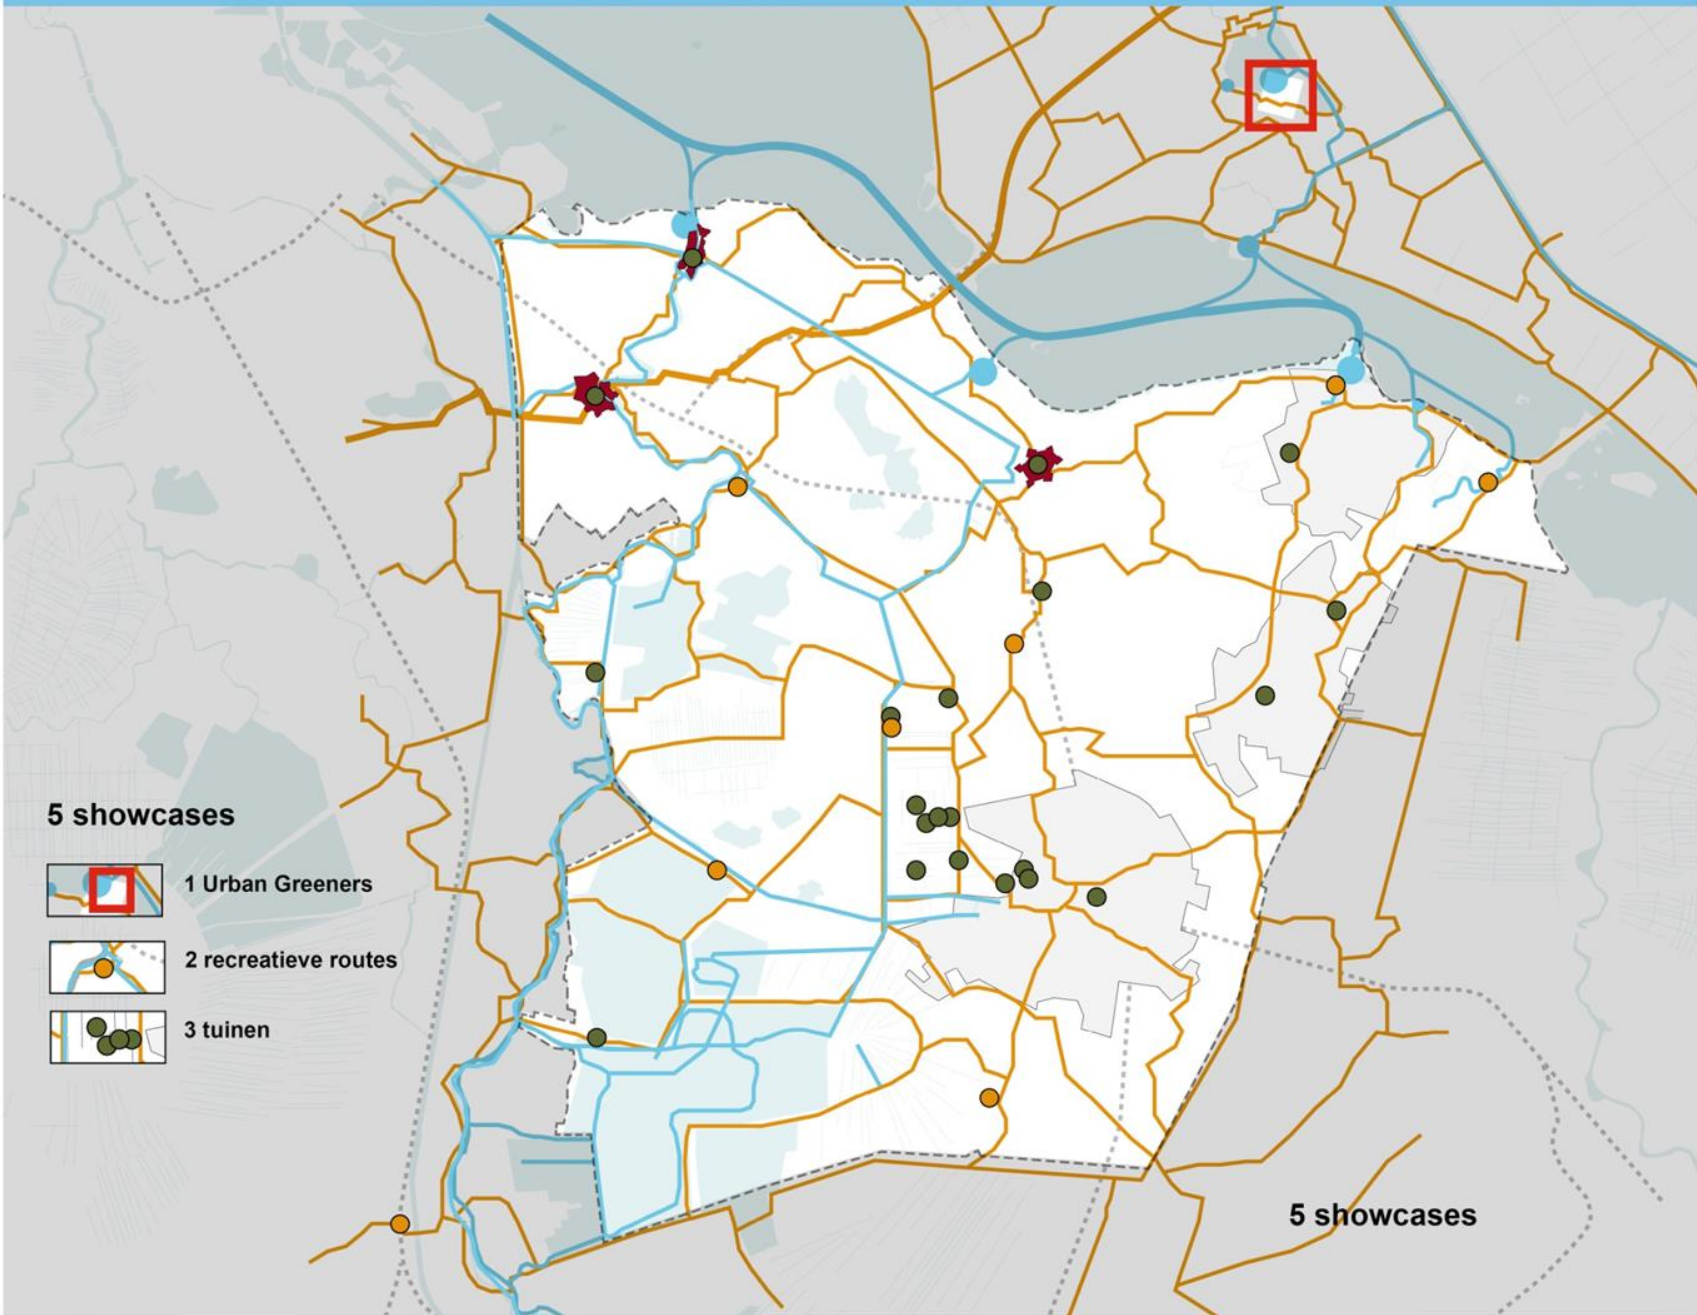 5 showcases
1 Urban Greeners
2 recreatieve routes
3 tuinen
5 showcases